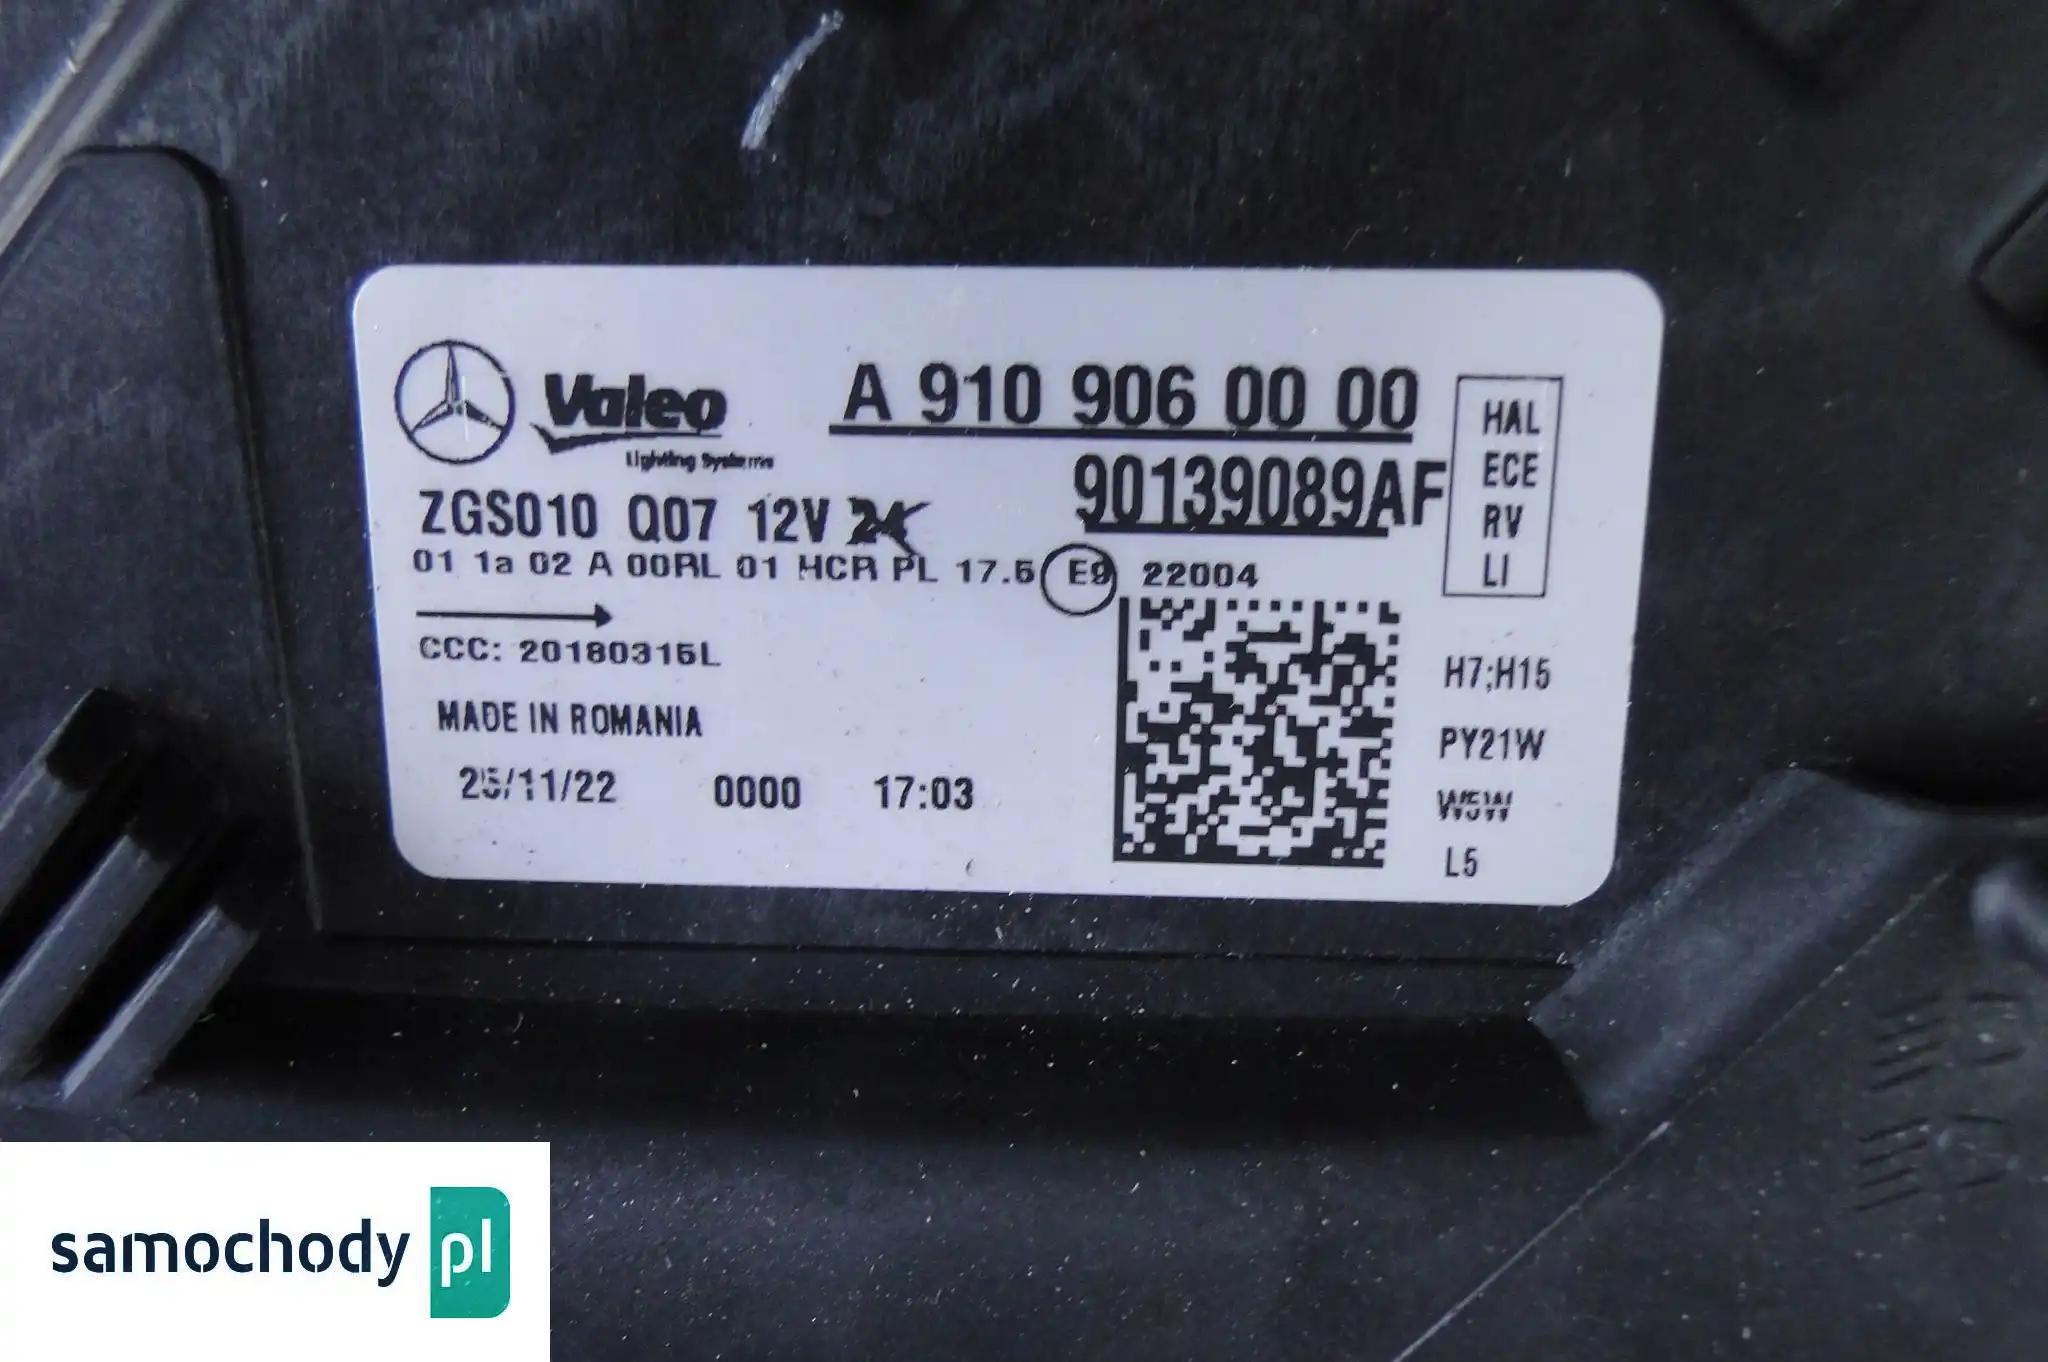 Valeo
Lighting Systems
A 910 906 00 00
90139089AF
HAL
ECE
RV
LI
ZGS010 Q07 12V 24
01 1a 02 A 00RL 01 HCR PL 17.5 E9 22004
CCC: 20180315L
MADE IN ROMANIA
/11/22 0000 17:03
H7;H15
PY21W
W5W
L5
samochody pl